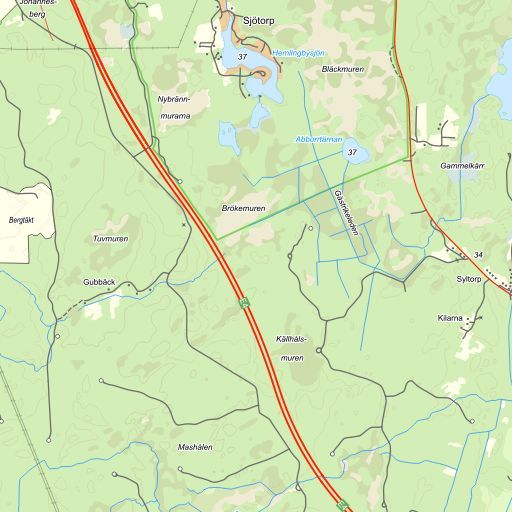 Johannes-
berg
Sjötorp
Hemlingbysjön
37
Bläckmuren
Nybränn-
murarna
Abborrtärnan
37
Gammelkärr
Gästrikeleden
Brökemuren
Bergtäkt
Tuvmuren
34
Syltorp
Gubbäck
Kilarna
Källhåls-
muren
Mashålen